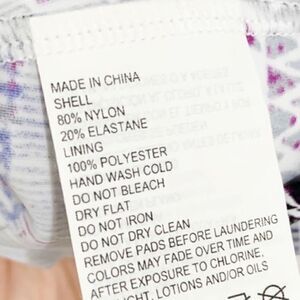 MADE IN CHINA
SHELL
80% NYLON
20% ELASTANE
LINING
100% POLYESTER
HAND WASH COLD
DO NOT BLEACH
DRY FLAT
DO NOT IRON
DO NOT DRY CLEAN
REMOVE PADS BEFORE LAUNDERING
COLORS MAY FADE OVER TIME AND
AFTER EXPOSURE TO CHLORINE,
LOTIONS AND/OR OILS